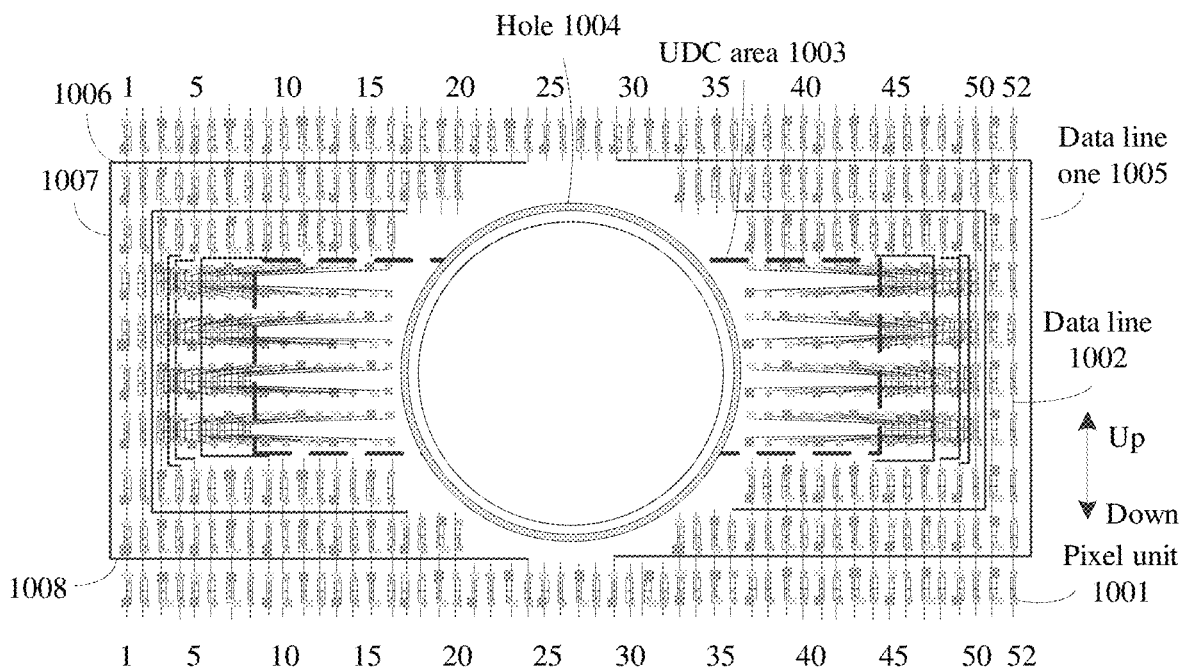 Hole 1004
UDC area 1003
1 5 10 15 20 25 30 35 40 45 50 52
1006
1007
Data line
one 1005
Data line
1002
Up
Down
Pixel unit
1001
1008
1 5 10 15 20 25 30 35 40 45 50 52